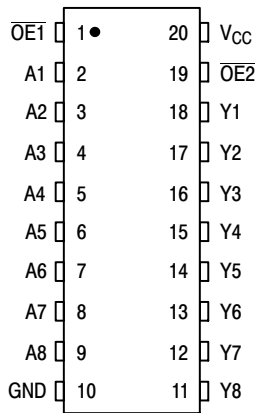 OE1 1 20 VCC
A1 2 19 OE2
A2 3 18 Y1
A3 4 17 Y2
A4 5 16 Y3
A5 6 15 Y4
A6 7 14 Y5
A7 8 13 Y6
A8 9 12 Y7
GND 10 11 Y8